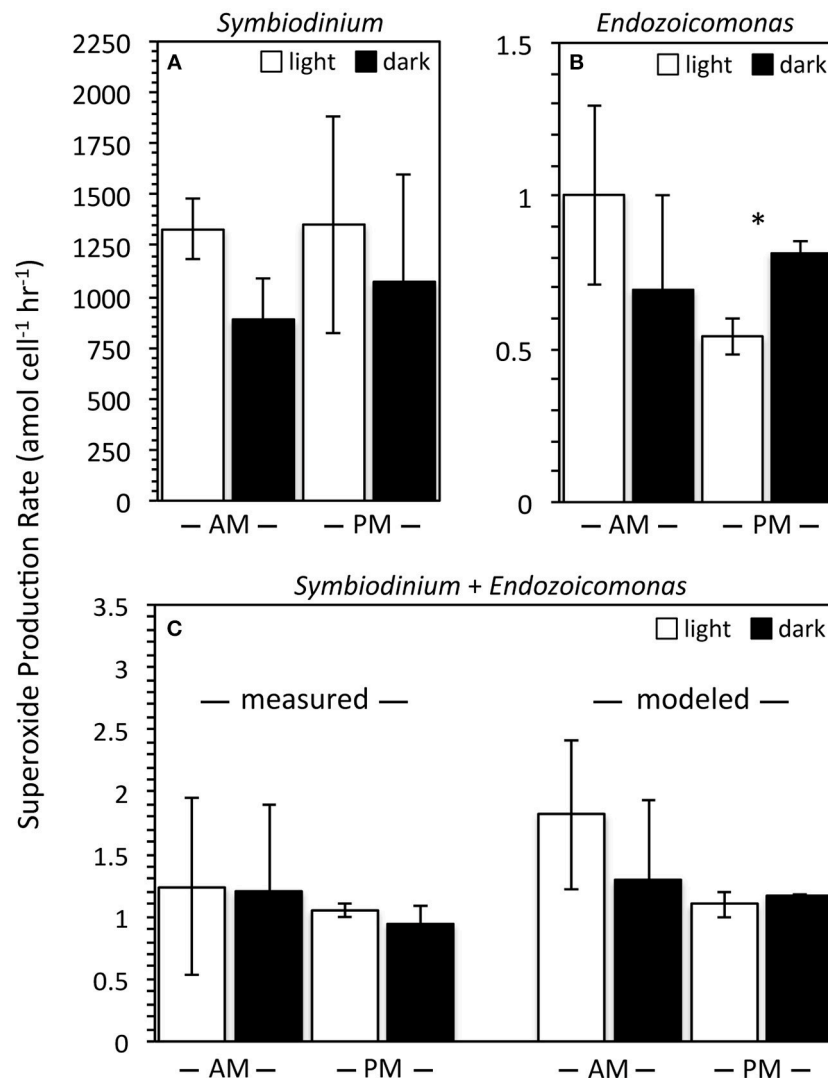 Superoxide Production Rate (amol cell-1 hr-1)
Symbiodinium
A
light dark
2250
2000
1750
1500
1250
1000
750
500
250
0
— AM — — PM —
Endozoicomonas
B
light dark
1.5
1
0.5
0
*
— AM — — PM —
Symbiodinium + Endozoicomonas
C
light dark
3.5
3
2.5
2
1.5
1
0.5
0
— measured — — modeled —
— AM — — PM — — AM — — PM —